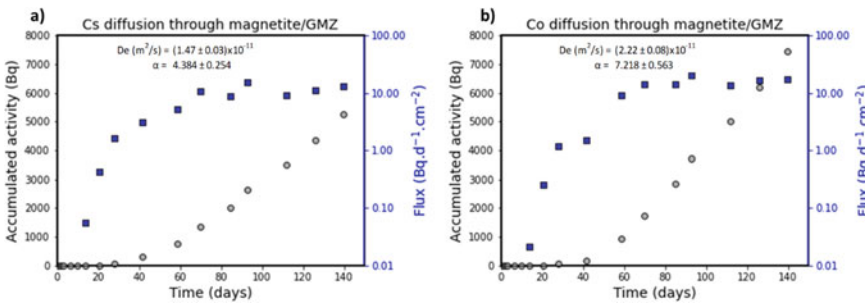 a)
Cs diffusion through magnetite/GMZ
De (m²/s) = (1.47 ± 0.03)x10⁻¹¹
α = 4.384 ± 0.254
Accumulated activity (Bq)
8000
7000
6000
5000
4000
3000
2000
1000
0
0 20 40 60 80 100 120 140
Time (days)
100.00
10.00
1.00
0.10
0.01
Flux (Bq.d⁻¹.cm⁻²)
b)
Co diffusion through magnetite/GMZ
De (m²/s) = (2.22 ± 0.08)x10⁻¹¹
α = 7.218 ± 0.563
Accumulated activity (Bq)
8000
7000
6000
5000
4000
3000
2000
1000
0
0 20 40 60 80 100 120 140
Time (days)
100.00
10.00
1.00
0.10
0.01
Flux (Bq.d⁻¹.cm⁻²)